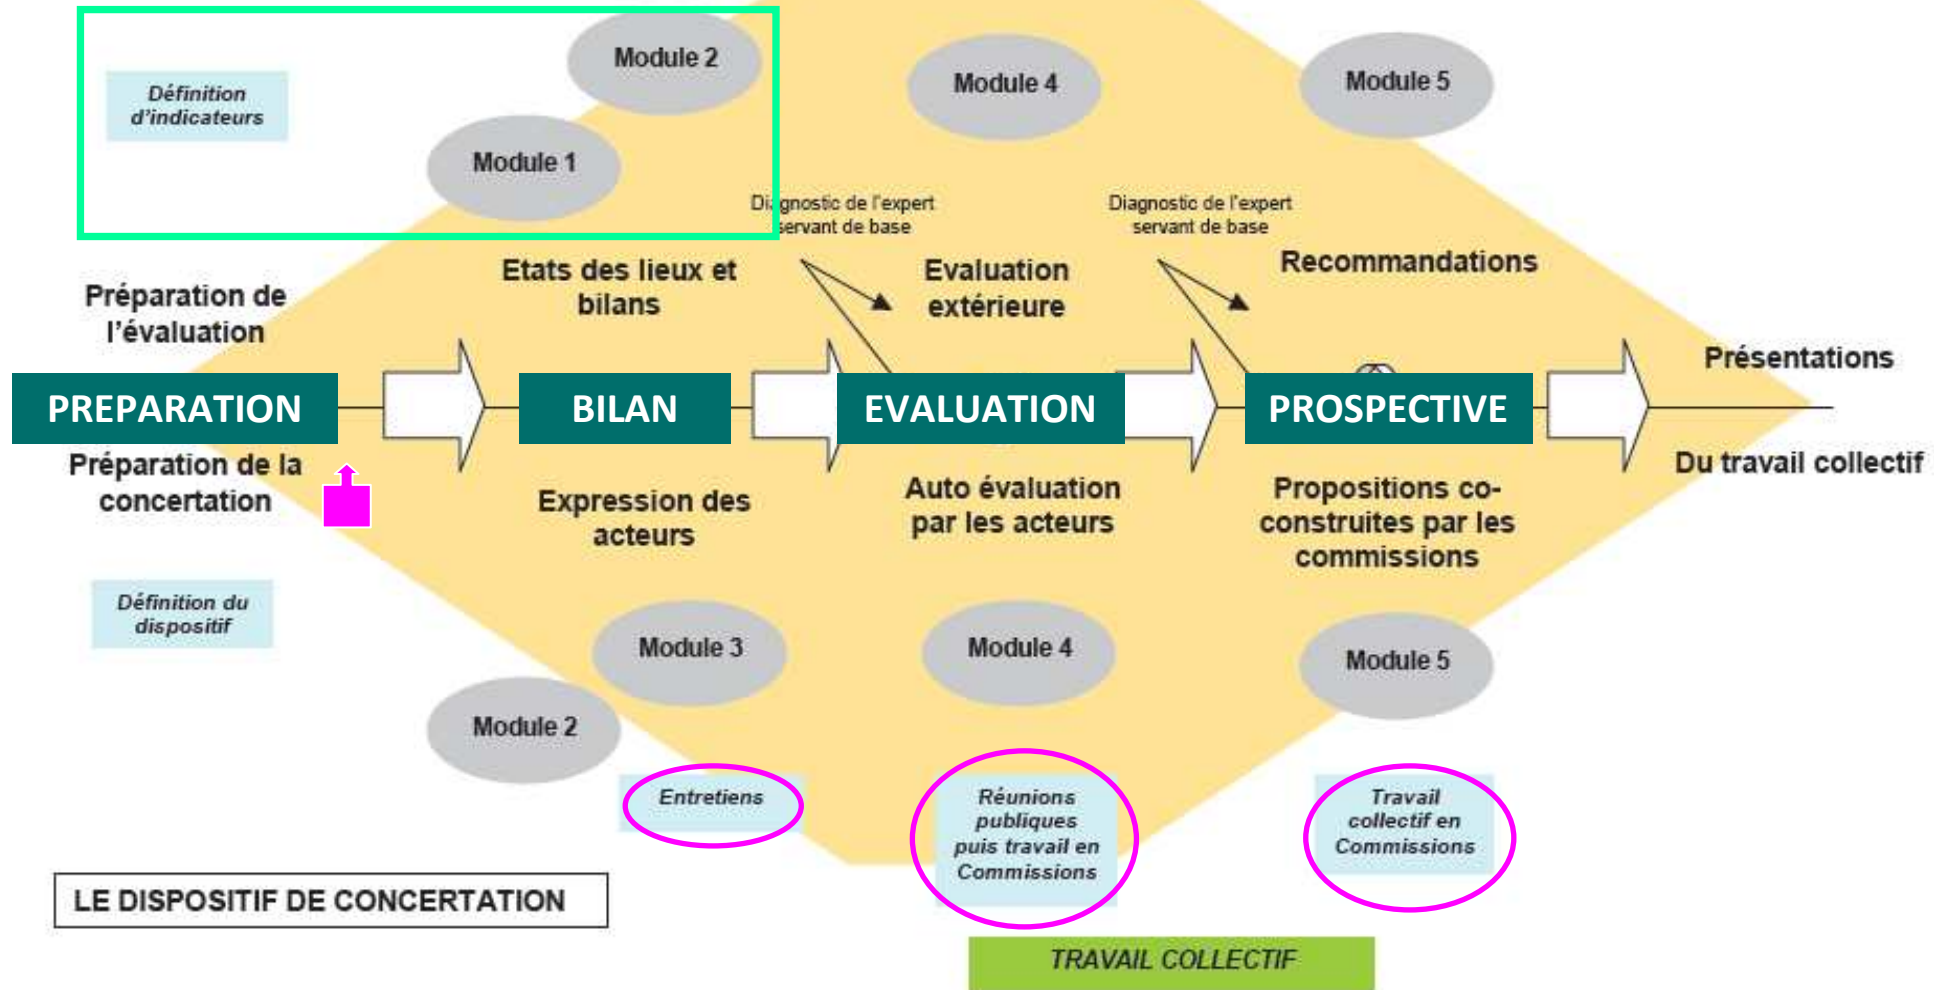 Module 2
Module 4
Module 5
Définition
d'indicateurs
Module 1
Diagnostic de l'expert
servant de base
Diagnostic de l'expert
servant de base
Etats des lieux et
bilans
Evaluation
extérieure
Recommandations
Préparation de
l'évaluation
Présentations
PREPARATION
BILAN
EVALUATION
PROSPECTIVE
Préparation de la
concertation
Expression des
acteurs
Auto évaluation
par les acteurs
Propositions co-
construites par les
commissions
Du travail collectif
Définition du
dispositif
Module 3
Module 4
Module 5
Module 2
Entretiens
Réunions
publiques
puis travail en
Commissions
Travail
collectif en
Commissions
LE DISPOSITIF DE CONCERTATION
TRAVAIL COLLECTIF